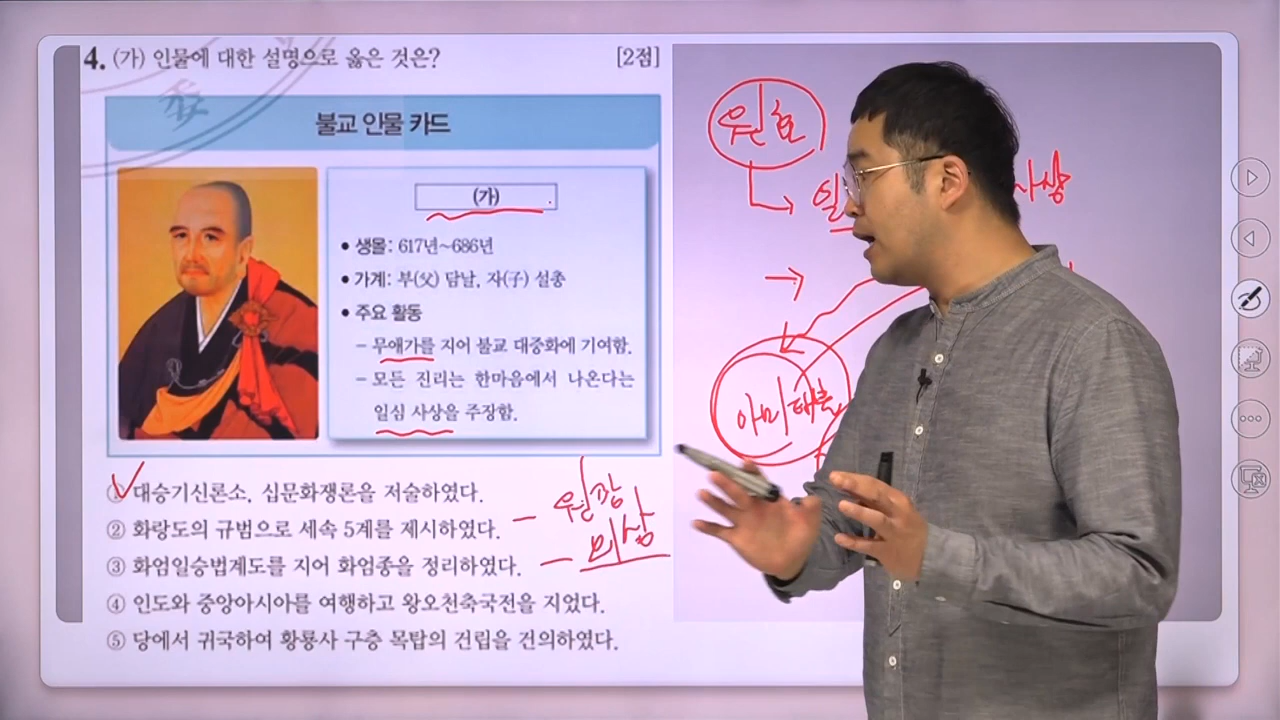 4. (가) 인물에 대한 설명으로 옳은 것은? [2점]
불교 인물 카드
(가)
• 생몰: 617년~686년
• 가계: 부(父) 담날, 자(子) 설총
• 주요 활동
– 무애가를 지어 불교 대중화에 기여함.
– 모든 진리는 한마음에서 나온다는
일심 사상을 주장함.
① 대승기신론소, 십문화쟁론을 저술하였다.
② 화랑도의 규범으로 세속 5계를 제시하였다.
③ 화엄일승법계도를 지어 화엄종을 정리하였다.
④ 인도와 중앙아시아를 여행하고 왕오천축국전을 지었다.
⑤ 당에서 귀국하여 황룡사 구층 목탑의 건립을 건의하였다.
– 원광
– 의상
원효
→ 일 사상
→
아미타불